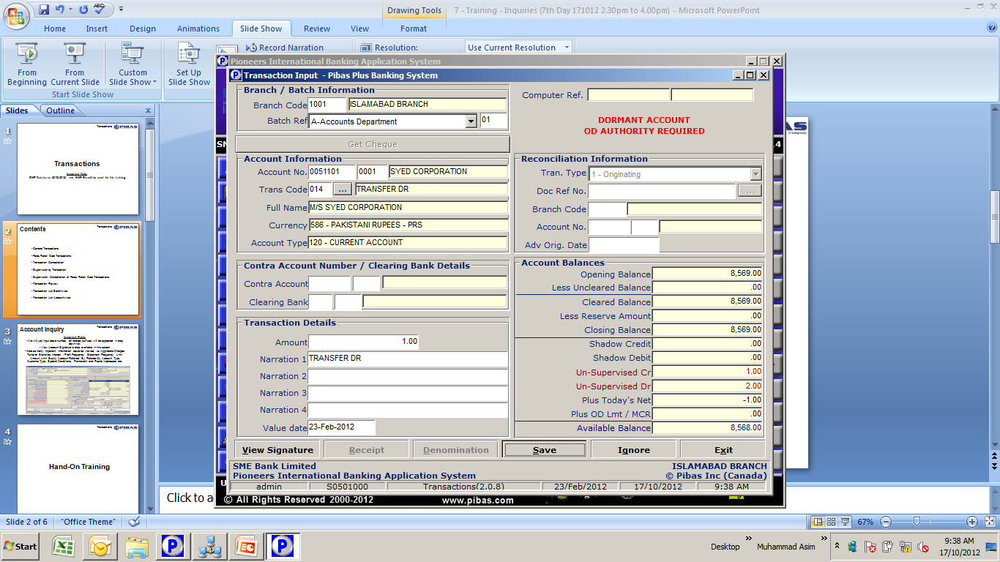 Drawing Tools
7 - Training - Inquiries (7th Day 171012 2.30pm to 4.00pm) - Microsoft PowerPoint
Home Insert Design Animations Slide Show Review View Format
From Beginning
From Current Slide
Custom Slide Show
Set Up Slide Show
Record Narration
Resolution: Use Current Resolution
Start Slide Show
Slides Outline x
1
Transactions PIBAS
Transactions
2
Transactions PIBAS
Contents
3
Transactions PIBAS
Account Inquiry
4
Transactions PIBAS
Hand-On Training
Pioneers International Banking Application System
Transaction Input - Pibas Plus Banking System
Branch / Batch Information
Branch Code 1001 ISLAMABAD BRANCH
Batch Ref A-Accounts Department 01
Computer Ref.
DORMANT ACCOUNT
OD AUTHORITY REQUIRED
Get Cheque
Account Information
Account No. 0051101 0001 SYED CORPORATION
Trans Code 014 ... TRANSFER DR
Full Name M/S SYED CORPORATION
Currency 586 - PAKISTANI RUPEES - PRS
Account Type 120 - CURRENT ACCOUNT
Reconciliation Information
Tran. Type 1 - Originating
Doc Ref No. ...
Branch Code
Account No.
Adv Orig. Date
Contra Account Number / Clearing Bank Details
Contra Account
Clearing Bank
Transaction Details
Amount 1.00
Narration 1 TRANSFER DR
Narration 2
Narration 3
Narration 4
Value date 23-Feb-2012
Account Balances
Opening Balance 8,569.00
Less Uncleared Balance .00
Cleared Balance 8,569.00
Less Reserve Amount .00
Closing Balance 8,569.00
Shadow Credit .00
Shadow Debit .00
Un-Supervised Cr 1.00
Un-Supervised Dr 2.00
Plus Today's Net -1.00
Plus OD Lmt / MCR .00
Available Balance 8,568.00
View Signature Receipt Denomination Save Ignore Exit
SME Bank Limited ISLAMABAD BRANCH
Pioneers International Banking Application System © Pibas Inc (Canada)
admin S0501000 Transactions(2.0.8) 23/Feb/2012 17/10/2012 9:38 AM
© All Rights Reserved 2000-2012 www.pibas.com
Click to a
Slide 2 of 6 "Office Theme" 67%
Start Desktop Muhammad Asim 9:38 AM
17/10/2012